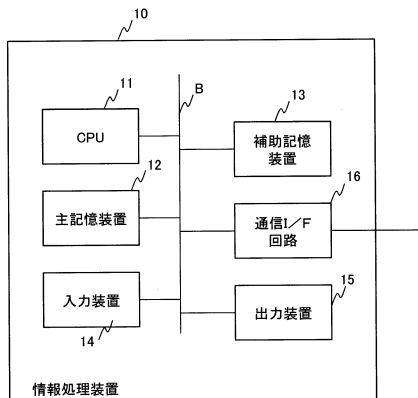 10
11
B
13
CPU
補助記憶
装置
12
16
主記憶装置
通信I／F
回路
15
入力装置
出力装置
14
情報処理装置